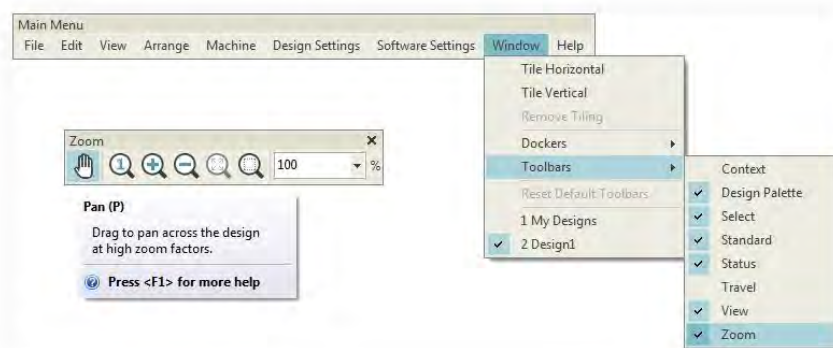 Main Menu
File Edit View Arrange Machine Design Settings Software Settings Window Help
Tile Horizontal
Tile Vertical
Remove Tiling
Dockers
Toolbars
Reset Default Toolbars
1 My Designs
2 Design1
Context
Design Palette
Select
Standard
Status
Travel
View
Zoom
Zoom
1 100 %
Pan (P)
Drag to pan across the design
at high zoom factors.
Press <F1> for more help